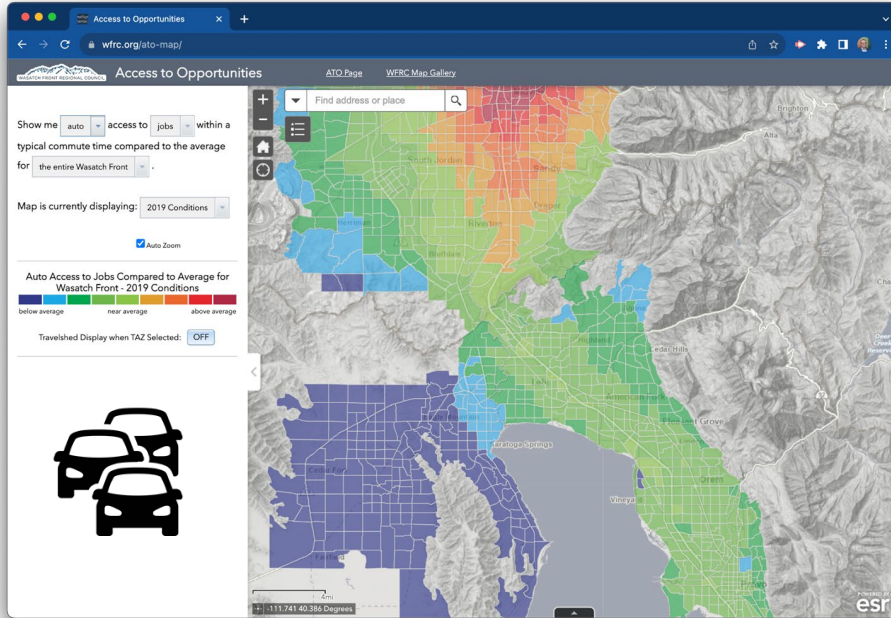 Access to Opportunities
wfrc.org/ato-map/
WASATCH FRONT REGIONAL COUNCIL
Access to Opportunities
ATO Page
WFRC Map Gallery
Find address or place
Show me auto access to jobs within a
typical commute time compared to the average
for the entire Wasatch Front .
Map is currently displaying: 2019 Conditions
Auto Zoom
Auto Access to Jobs Compared to Average for
Wasatch Front - 2019 Conditions
below average near average above average
Travelshed Display when TAZ Selected: OFF
Brighton
Alta
South Jordan
Sandy
Draper
Herriman
Riverton
Bluffdale
Alpine
Highland
Cedar Hills
Lehi
American Fork
Pleasant Grove
Eagle Mountain
Saratoga Springs
Lindon
Cedar Fort
Orem
Vineyard
Fairfield
Provo
4mi
-111.741 40.386 Degrees
POWERED BY
esri